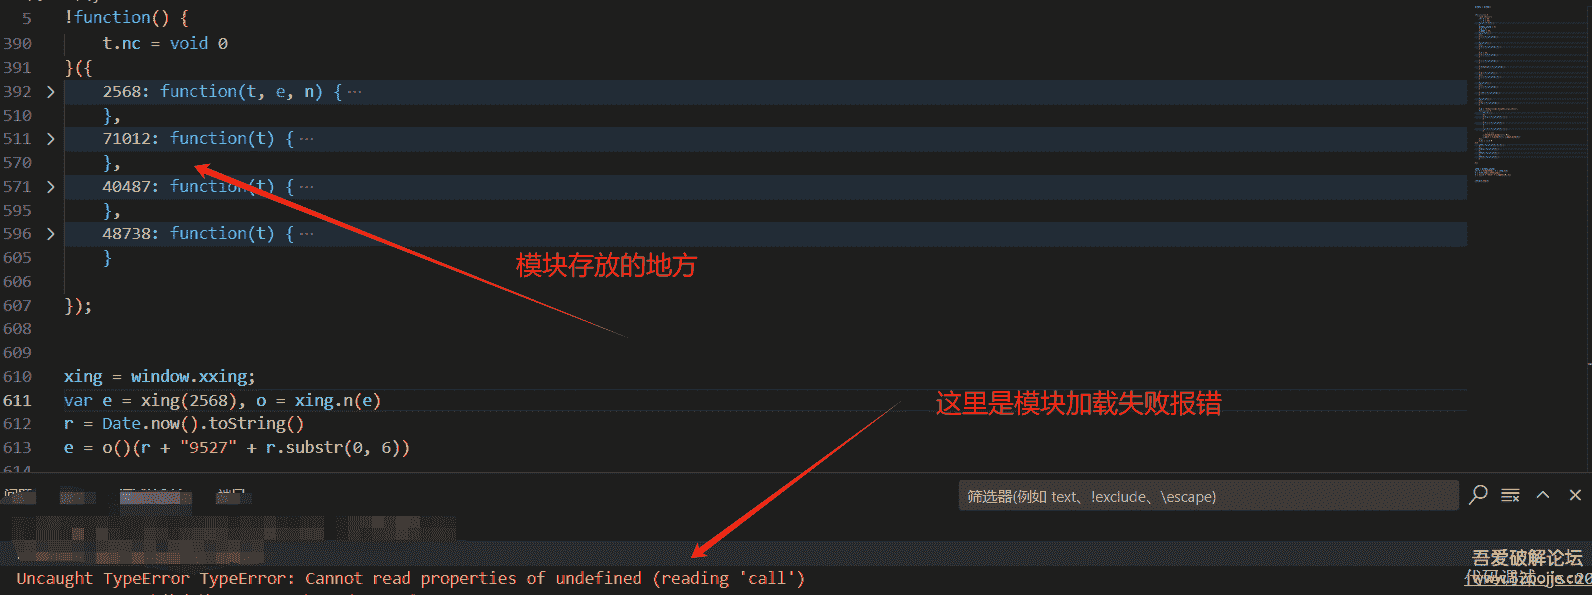 5 !function() {
390 t.nc = void 0
391 }({
392 2568: function(t, e, n) { ···
510 },
511 71012: function(t) { ···
570 },
571 40487: function(t) { ···
595 },
596 48738: function(t) { ···
605 }
模块存放的地方
606
607 });
608
609
610 xing = window.xxing;
611 var e = xing(2568), o = xing.n(e)
这里是模块加载失败报错
612 r = Date.now().toString()
613 e = o()(r + "9527" + r.substr(0, 6))
614
筛选器(例如 text、!exclude、\escape)
吾爱破解论坛
Uncaught TypeError TypeError: Cannot read properties of undefined (reading 'call')